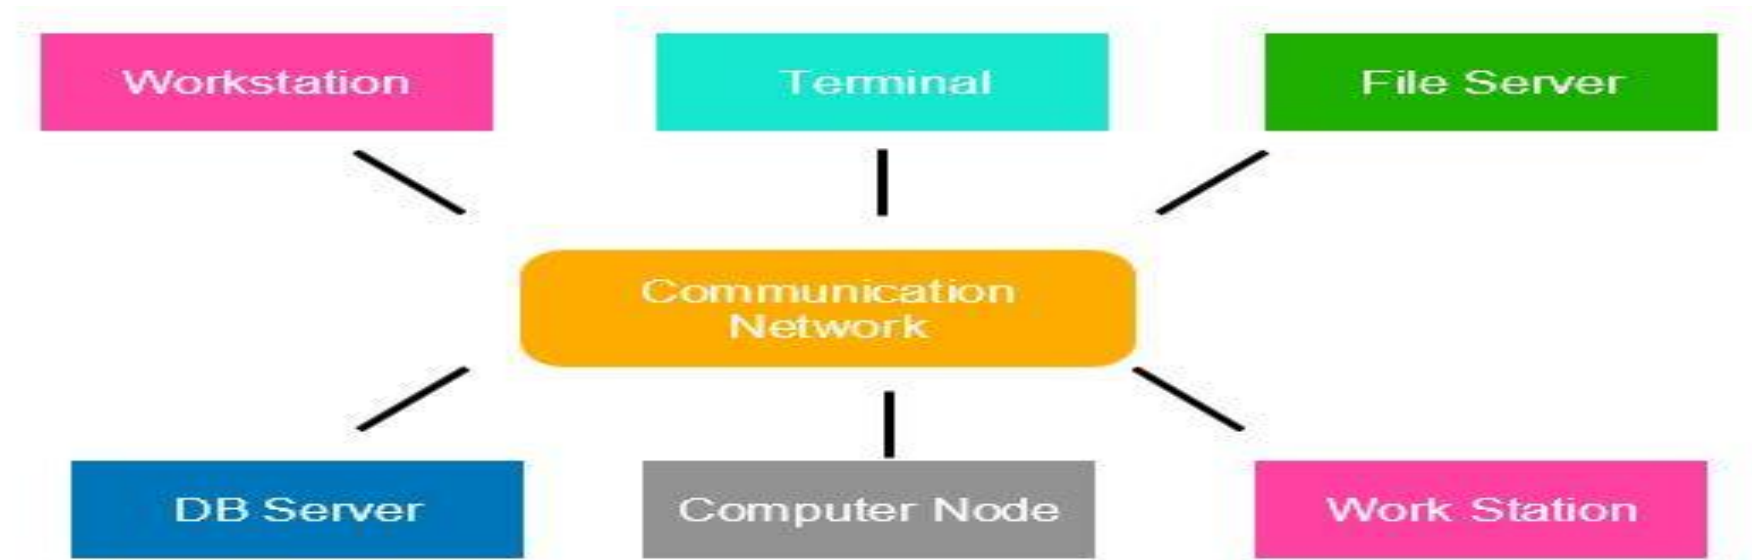 Workstation
Terminal
File Server
Communication
Network
DB Server
Computer Node
Work Station